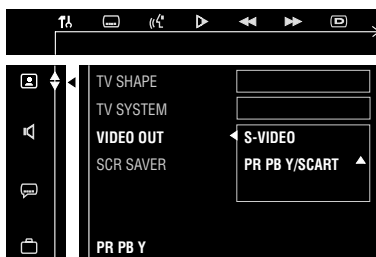 TV SHAPE
TV SYSTEM
VIDEO OUT S-VIDEO
SCR SAVER PR PB Y/SCART
PR PB Y